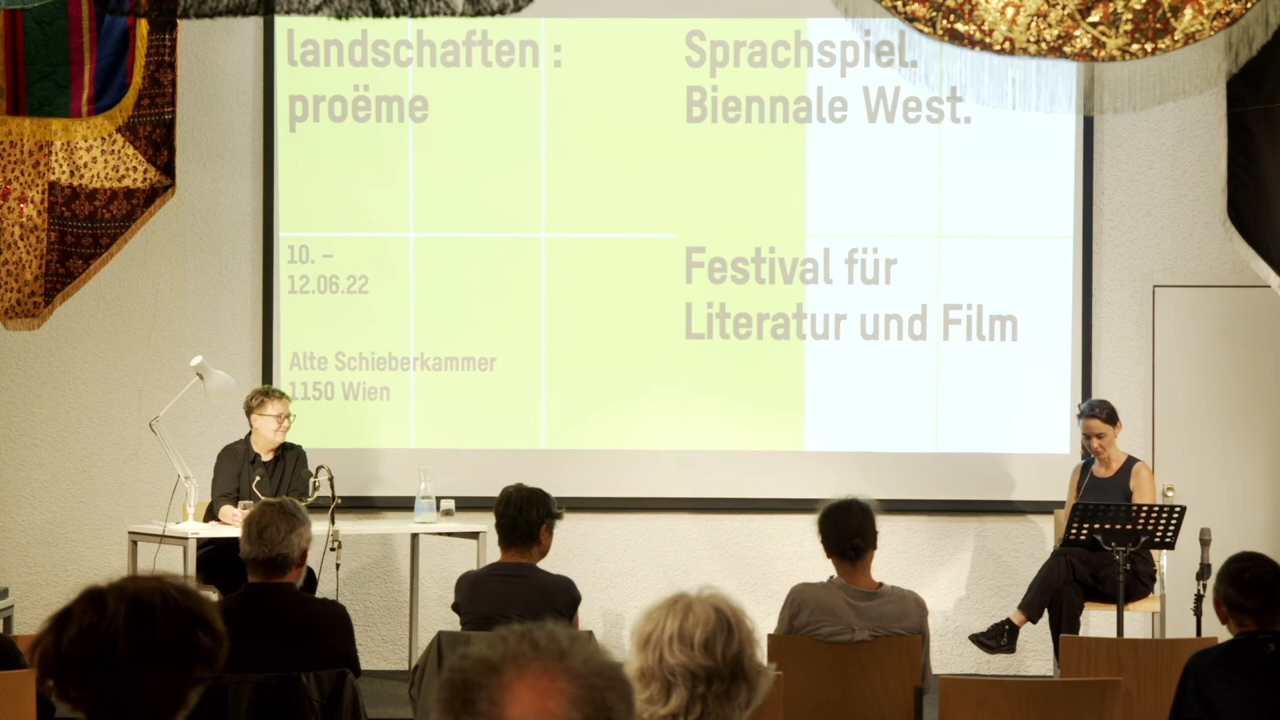 landschaften :
proëme
Sprachspiel.
Biennale West.
10. –
12.06.22
Alte Schieberkammer
1150 Wien
Festival für
Literatur und Film